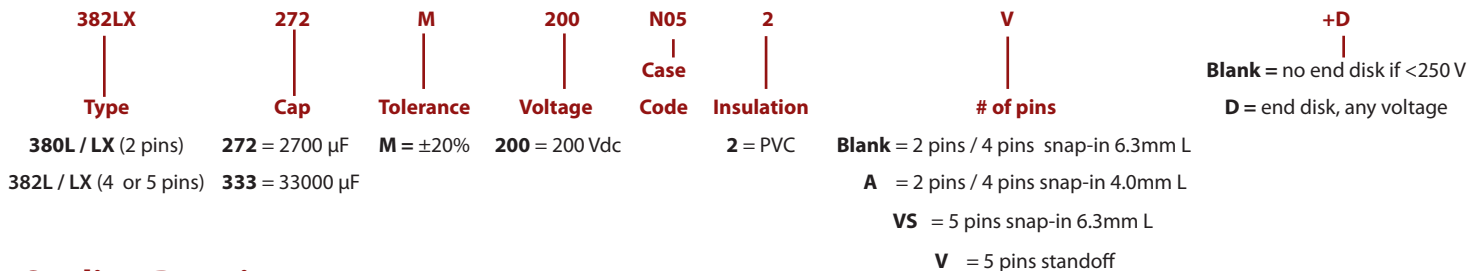 382LX 272 M 200 N05 2 V +D
Case Blank = no end disk if <250 V
Type Cap Tolerance Voltage Code Insulation # of pins D = end disk, any voltage
380L / LX (2 pins) 272 = 2700 µF M = ±20% 200 = 200 Vdc 2 = PVC Blank = 2 pins / 4 pins snap-in 6.3mm L
382L / LX (4 or 5 pins) 333 = 33000 µF A = 2 pins / 4 pins snap-in 4.0mm L
VS = 5 pins snap-in 6.3mm L
V = 5 pins standoff